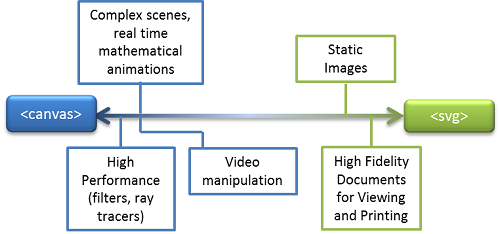 Complex scenes,
real time
mathematical
animations
Static
Images
<canvas>
<svg>
High
Performance
(filters, ray
tracers)
Video
manipulation
High Fidelity
Documents
for Viewing
and Printing